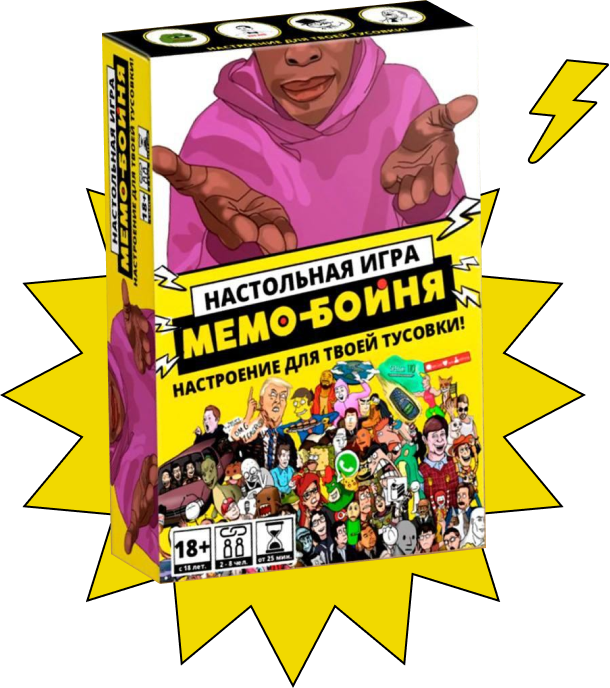 НАСТРОЕНИЕ ДЛЯ ТВОЕЙ ТУСОВКИ!
НАСТОЛЬНАЯ ИГРА
МЕМО-БОЙНЯ
НАСТРОЕНИЕ ДЛЯ ТВОЕЙ ТУСОВКИ!
18+
НАСТОЛЬНАЯ ИГРА
МЕМО-БОЙНЯ
НАСТРОЕНИЕ ДЛЯ ТВОЕЙ ТУСОВКИ!
18+
с 18 лет.
2 - 8 чел.
от 25 мин.